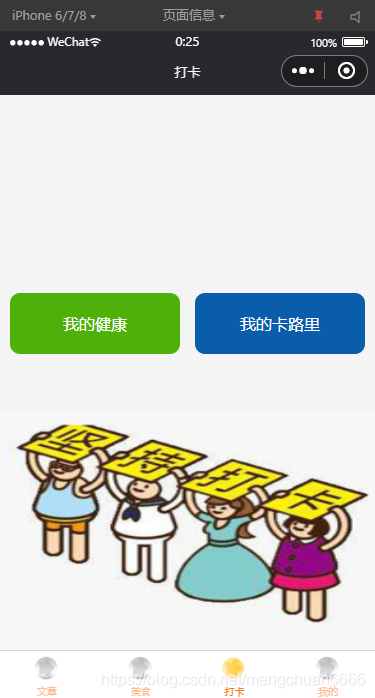 iPhone 6/7/8 页面信息
WeChat 0:25 100%
打卡
我的健康 我的卡路里
坚持打卡
文章 美食 打卡 我的
https://blog.csdn.net/mengchuan6666